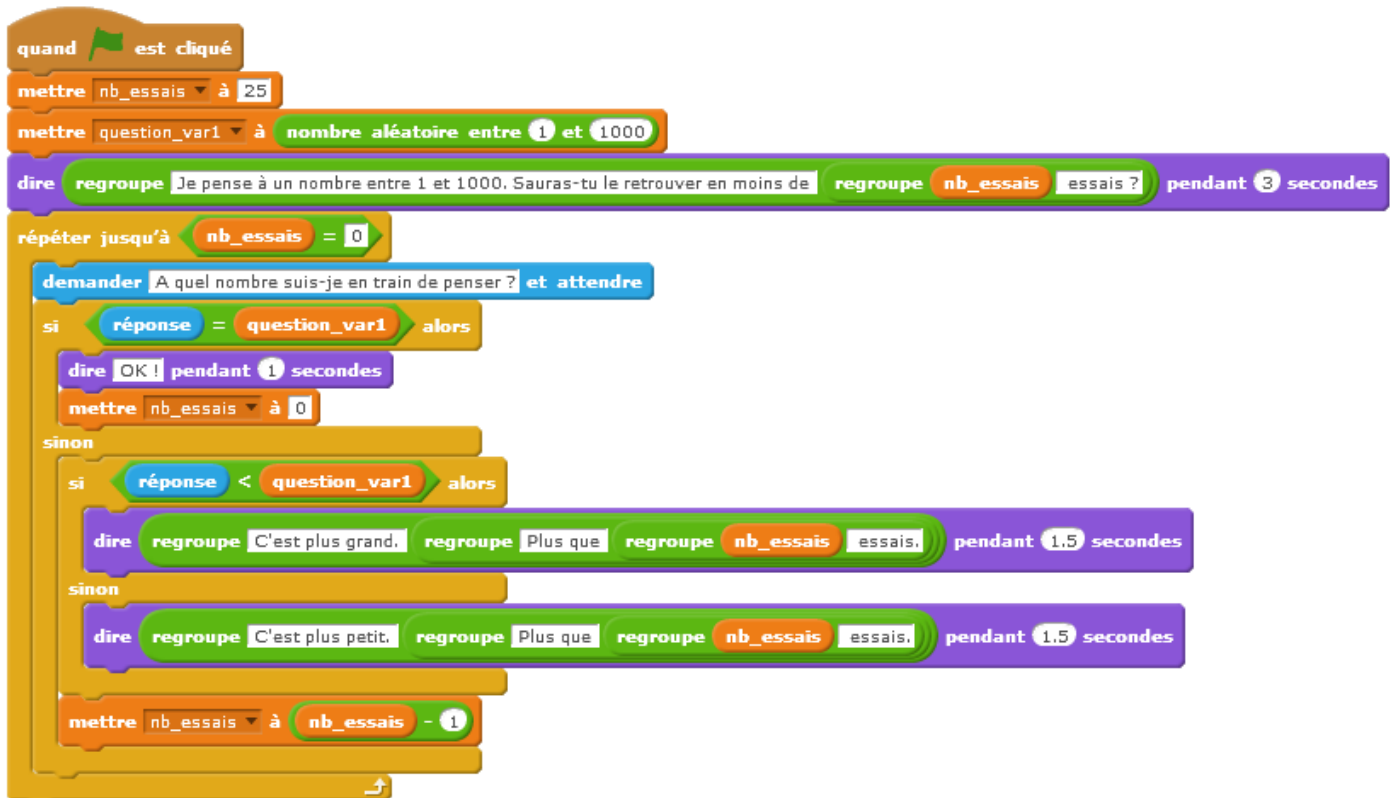 quand est cliqué
mettre nb_essais à 25
mettre question_var1 à nombre aléatoire entre 1 et 1000
dire regroupe Je pense à un nombre entre 1 et 1000. Sauras-tu le retrouver en moins de regroupe nb_essais essais ? pendant 3 secondes
répéter jusqu'à nb_essais = 0
demander A quel nombre suis-je en train de penser ? et attendre
si réponse = question_var1 alors
dire OK ! pendant 1 secondes
mettre nb_essais à 0
sinon
si réponse < question_var1 alors
dire regroupe C'est plus grand. regroupe Plus que regroupe nb_essais essais. pendant 1.5 secondes
sinon
dire regroupe C'est plus petit. regroupe Plus que regroupe nb_essais essais. pendant 1.5 secondes
mettre nb_essais à nb_essais - 1